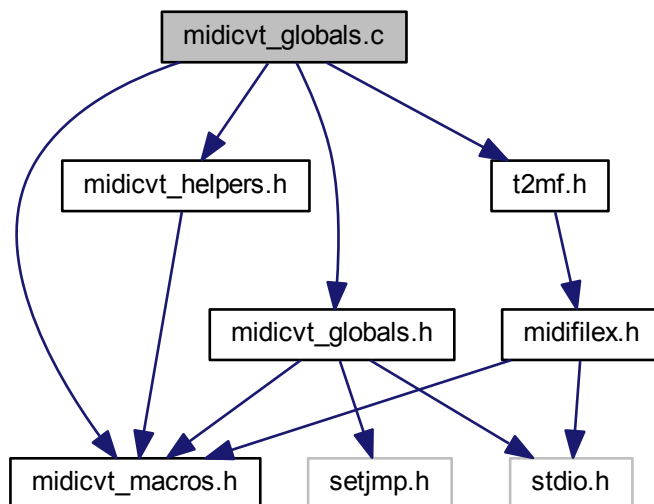 midicvt_globals.c
midicvt_helpers.h
t2mf.h
midicvt_globals.h
midifilex.h
midicvt_macros.h
setjmp.h
stdio.h